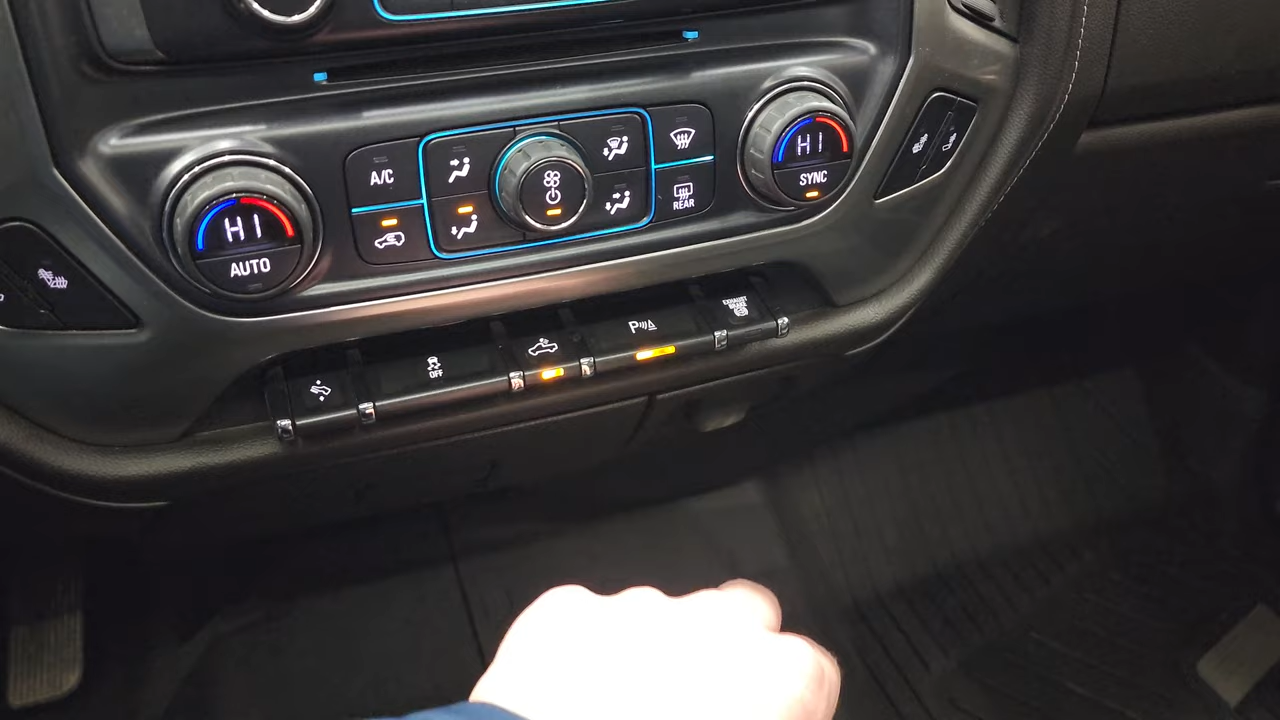 A/C
HI
AUTO
REAR
HI
SYNC
OFF
P
EXHAUST
BRAKE